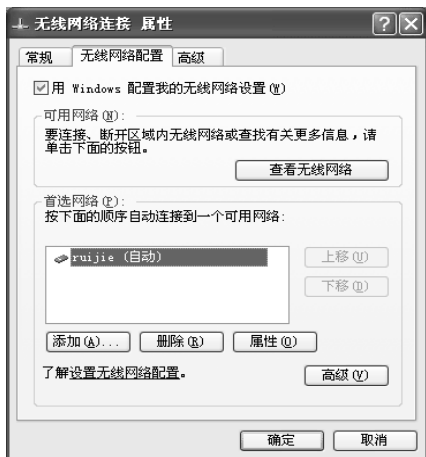 无线网络连接 属性
常规 无线网络配置 高级
用 Windows 配置我的无线网络设置(W)
可用网络(N):
要连接、断开区域内无线网络或查找有关更多信息，请
单击下面的按钮。
查看无线网络
首选网络(P):
按下面的顺序自动连接到一个可用网络:
ruijie (自动)
上移(U)
下移(D)
添加(A)... 删除(R) 属性(O)
了解设置无线网络配置。
高级(V)
确定 取消